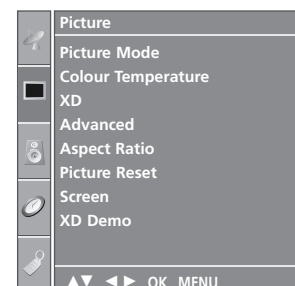 Picture
Picture Mode
Colour Temperature
XD
Advanced
Aspect Ratio
Picture Reset
Screen
XD Demo
▲▼ ◄► OK MENU